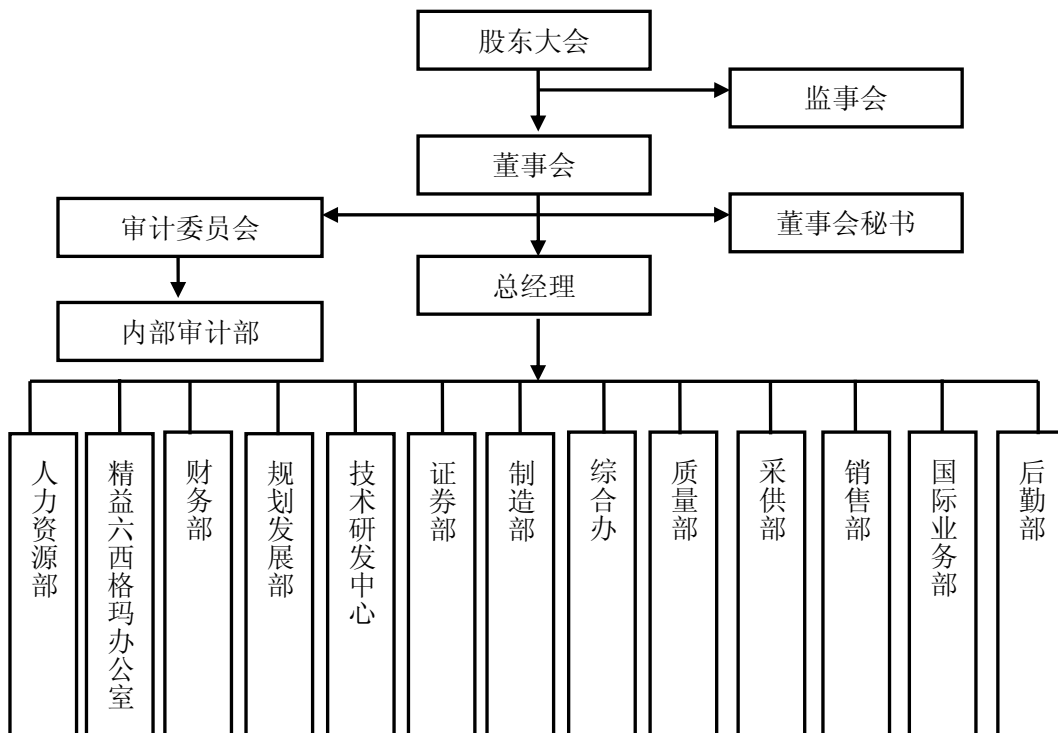 股东大会
监事会
董事会
审计委员会
董事会秘书
总经理
内部审计部
人力资源部
精益六西格玛办公室
财务部
规划发展部
技术研发中心
证券部
制造部
综合办
质量部
采供部
销售部
国际业务部
后勤部